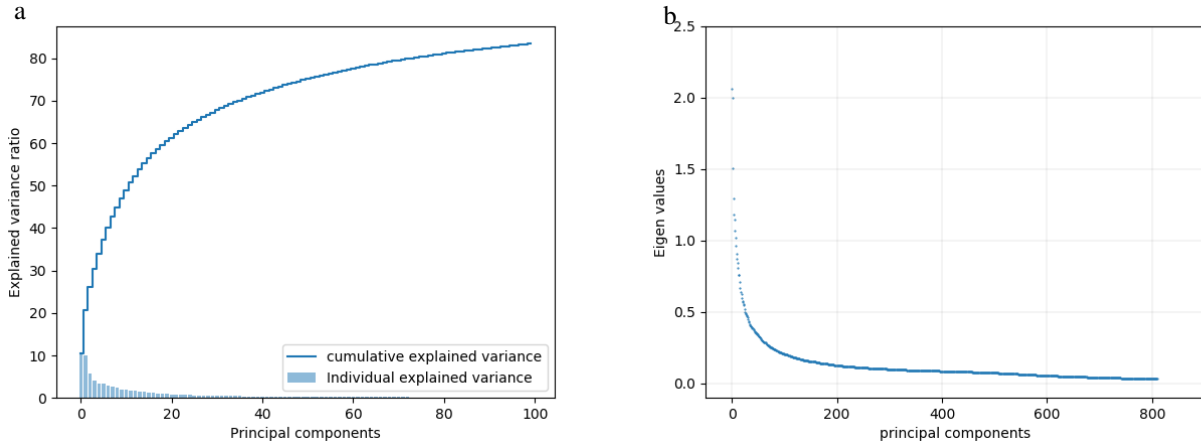 a
Explained variance ratio
80
70
60
50
40
30
20
10
0
cumulative explained variance
Individual explained variance
0 20 40 60 80 100
Principal components
b
Eigen values
2.5
2.0
1.5
1.0
0.5
0.0
0 200 400 600 800
principal components